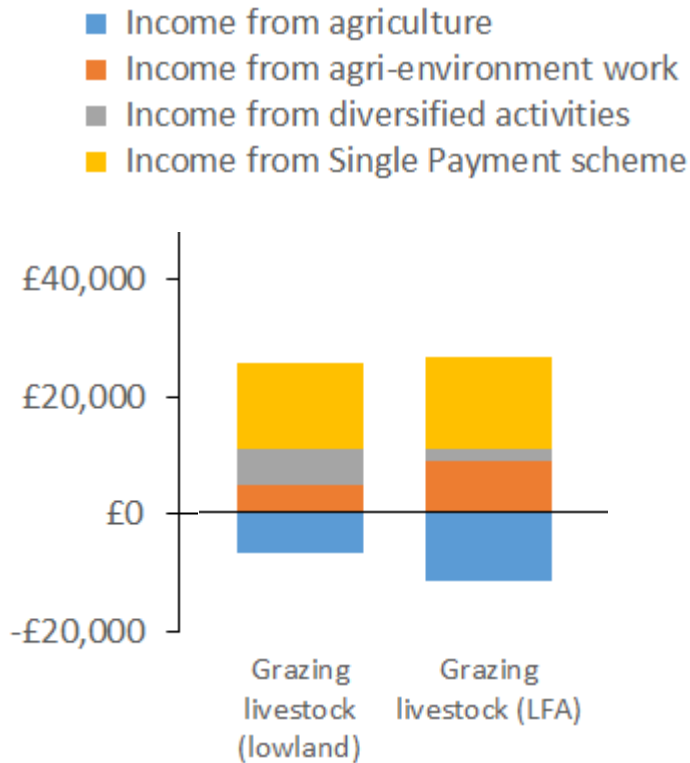 Income from agriculture
Income from agri-environment work
Income from diversified activities
Income from Single Payment scheme
£40,000
£20,000
£0
-£20,000
Grazing
livestock
(lowland)
Grazing
livestock (LFA)